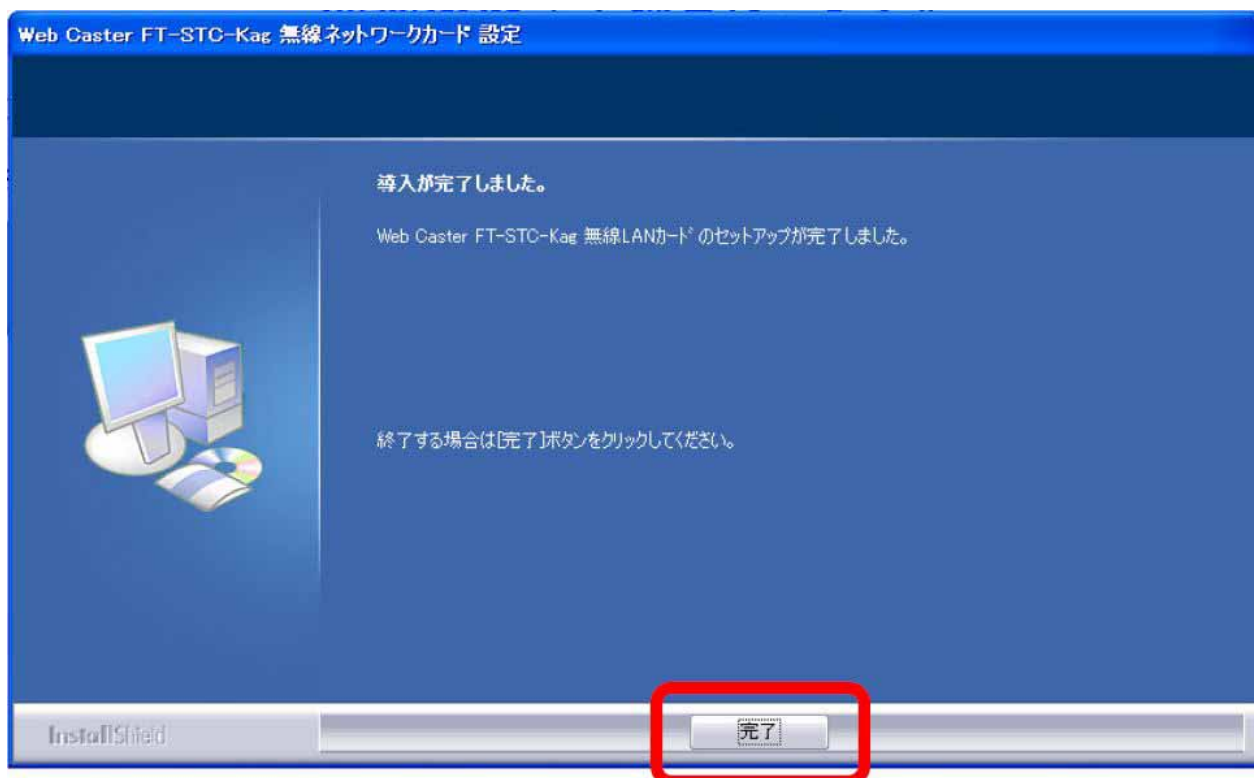 Web Caster FT-STC-Kag 無線ネットワークカード 設定
導入が完了しました。
Web Caster FT-STC-Kag 無線LANカード のセットアップが完了しました。
終了する場合は[完了]ボタンをクリックしてください。
InstallShield
完了